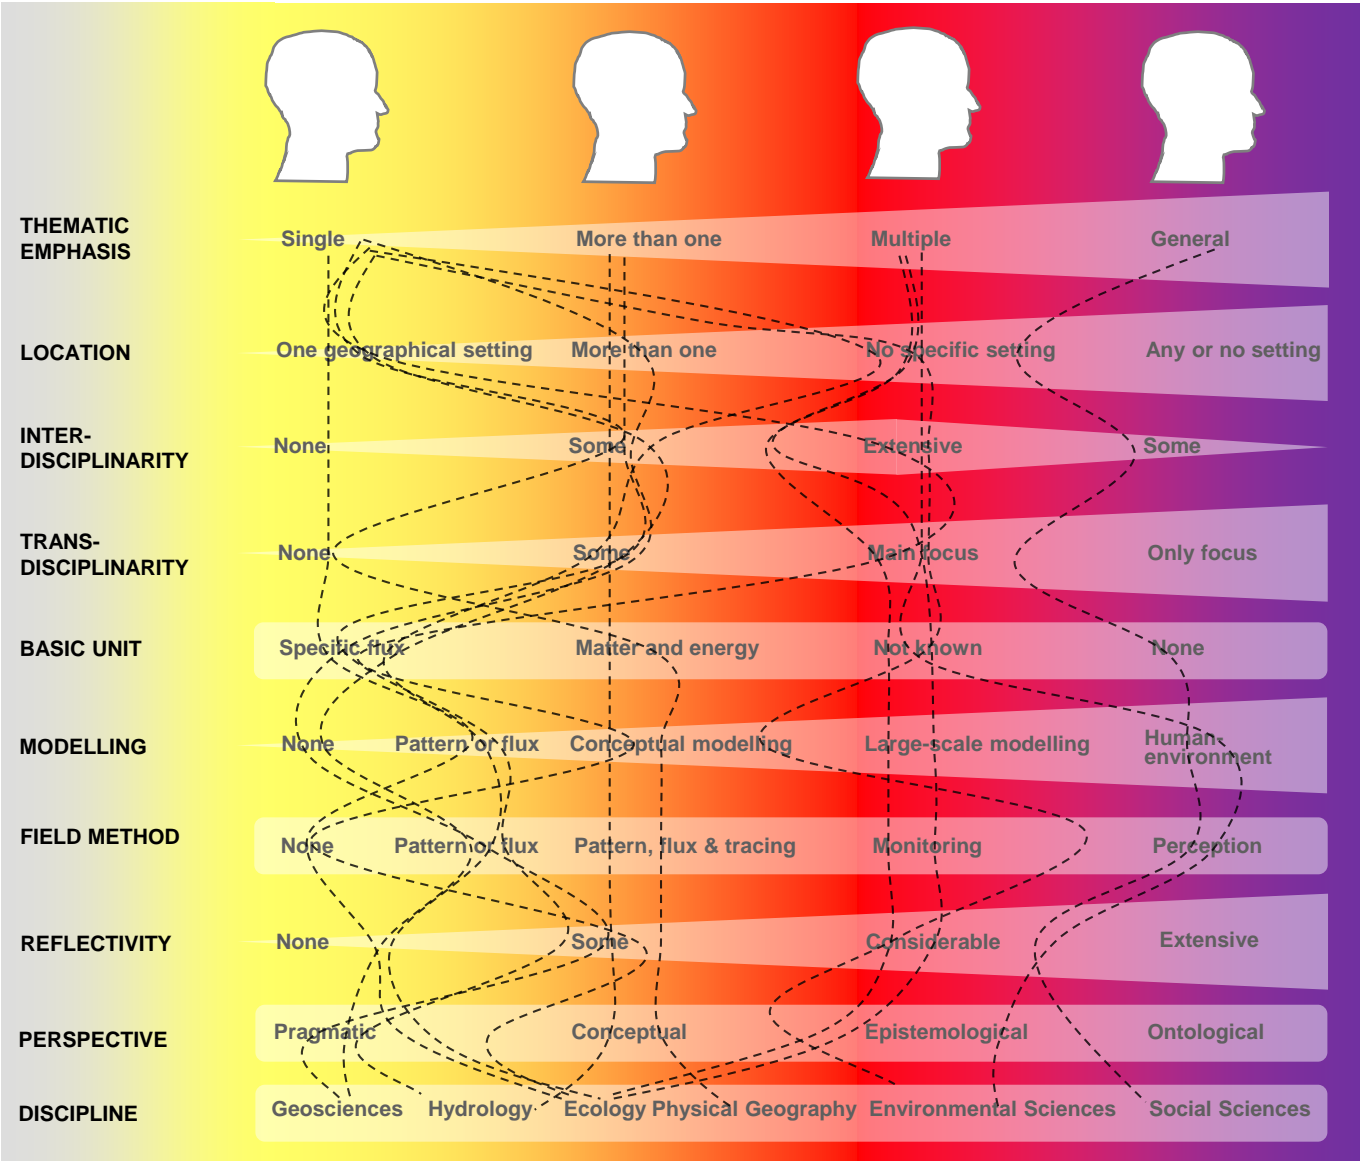 THEMATIC
EMPHASIS
Single More than one Multiple General
LOCATION
One geographical setting More than one No specific setting Any or no setting
INTER-
DISCIPLINARITY
None Some Extensive Some
TRANS-
DISCIPLINARITY
None Some Main focus Only focus
BASIC UNIT
Specific flux Matter and energy Not known None
MODELLING
None Pattern or flux Conceptual modelling Large-scale modelling Human-
environment
FIELD METHOD
None Pattern or flux Pattern, flux & tracing Monitoring Perception
REFLECTIVITY
None Some Considerable Extensive
PERSPECTIVE
Pragmatic Conceptual Epistemological Ontological
DISCIPLINE
Geosciences Hydrology Ecology Physical Geography Environmental Sciences Social Sciences